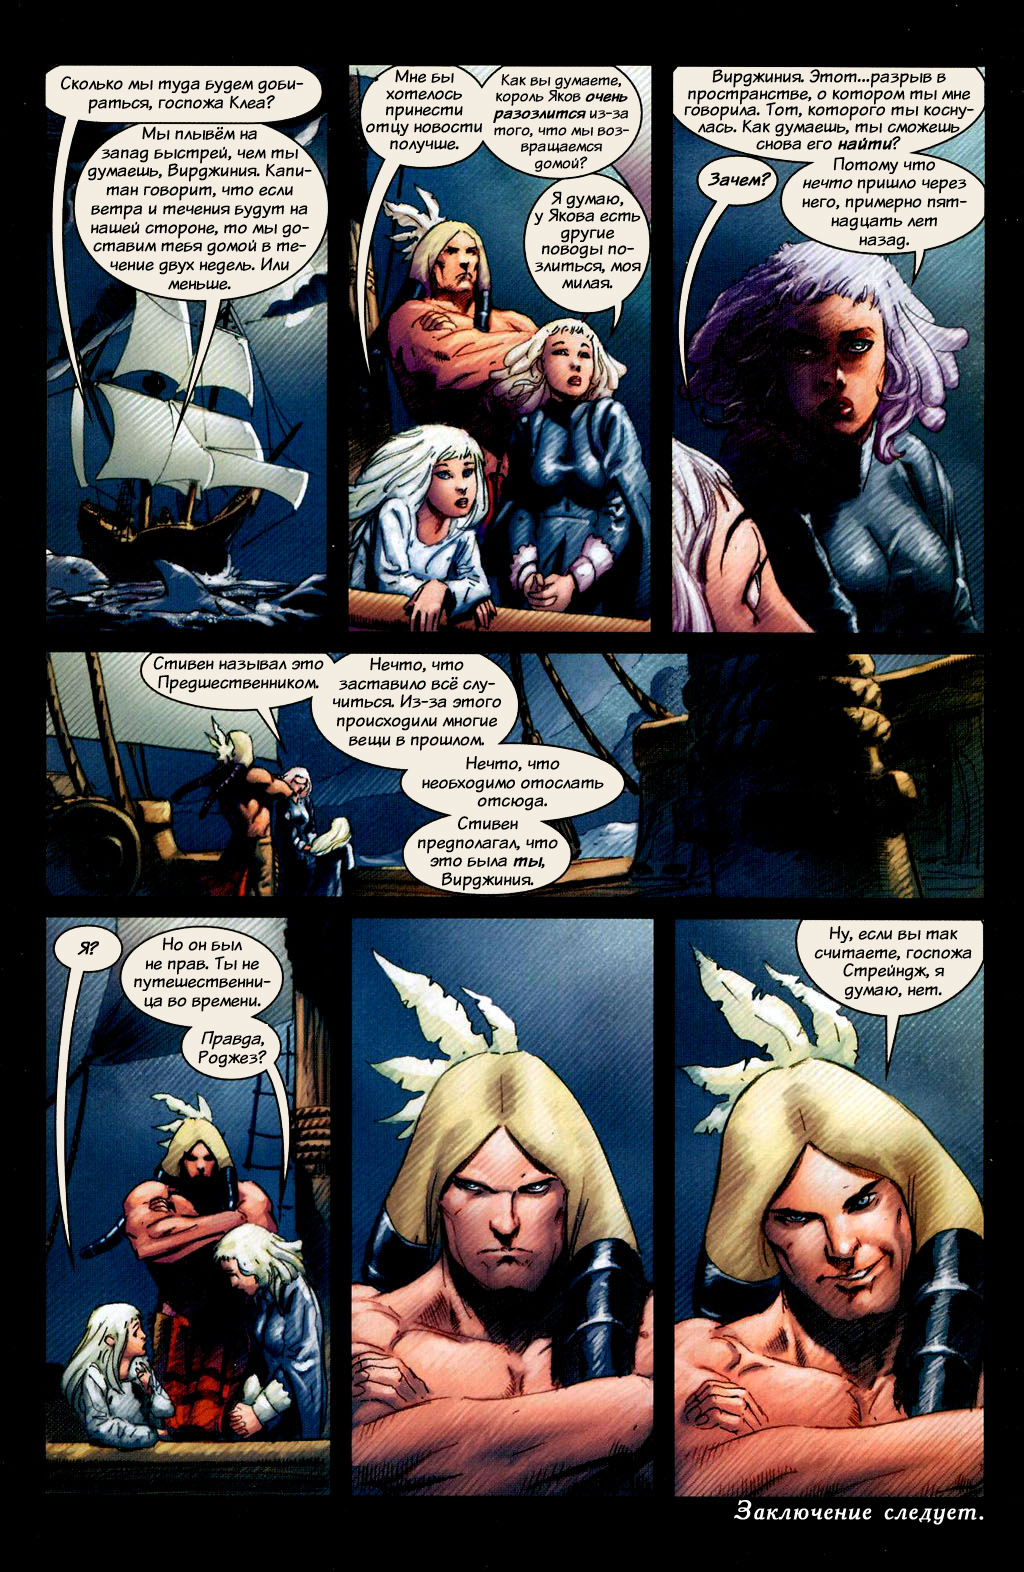 Сколько мы туда будем доби-
раться, госпожа Клеа?
Мы плывём на
запад быстрей, чем ты
думаешь, Вирджиния. Капи-
тан говорит, что если
ветра и течения будут на
нашей стороне, то мы до-
ставим тебя домой в те-
чение двух недель. Или
меньше.
Мне бы
хотелось
принести
отцу новости
получше.
Как вы думаете,
король Яков очень
разозлится из-за
того, что мы воз-
вращаемся
домой?
Я думаю,
у Якова есть
другие
поводы по-
злиться, моя
милая.
Вирджиния. Этот...разрыв в
пространстве, о котором ты мне
говорила. Тот, которого ты косну-
лась. Как думаешь, ты сможешь
снова его найти?
Зачем?
Потому что
нечто пришло через
него, примерно пят-
надцать лет
назад.
Стивен называл это
Предшественником.
Нечто, что
заставило всё слу-
читься. Из-за этого
происходили многие
вещи в прошлом.
Нечто, что
необходимо отослать
отсюда.
Стивен
предполагал, что
это была ты,
Вирджиния.
Я?
Но он был
не прав. Ты не
путешественни-
ца во времени.
Правда,
Роджез?
Ну, если вы так
считаете, госпожа
Стрейндж, я
думаю, нет.
Заключение следует.